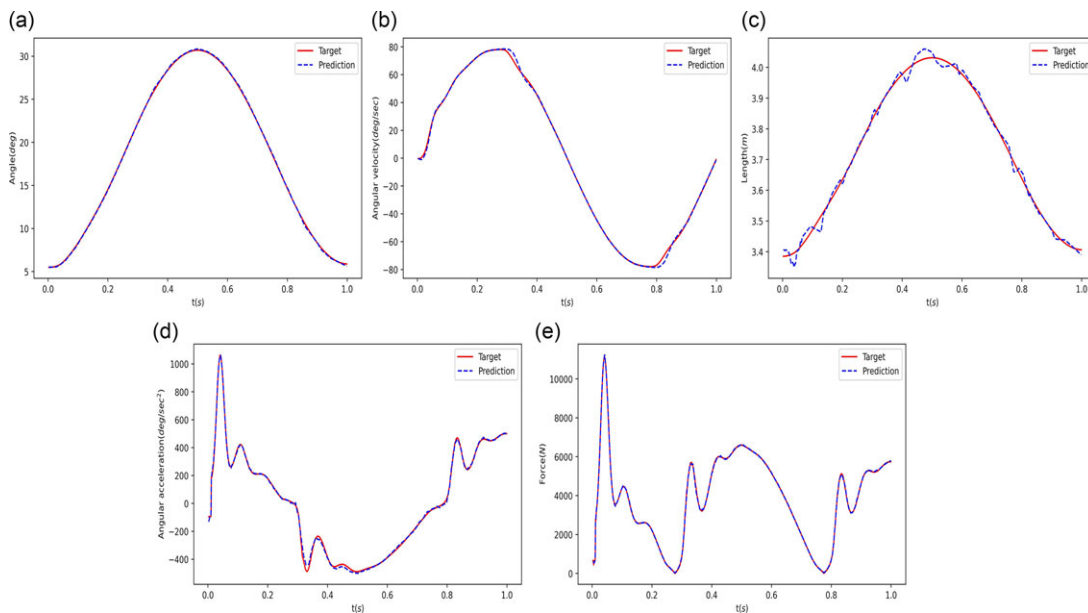 (a)
(b)
(c)
Angle(deg)
30
25
20
15
10
5
0.0 0.2 0.4 0.6 0.8 1.0
t(s)
Target
Prediction
Angular velocity(deg/sec)
80
60
40
20
0
−20
−40
−60
−80
0.0 0.2 0.4 0.6 0.8 1.0
t(s)
Target
Prediction
Length(m)
4.0
3.9
3.8
3.7
3.6
3.5
3.4
0.0 0.2 0.4 0.6 0.8 1.0
t(s)
Target
Prediction
(d)
(e)
Angular acceleration(deg/sec²)
1000
800
600
400
200
0
−200
−400
0.0 0.2 0.4 0.6 0.8 1.0
t(s)
Target
Prediction
Force(N)
10000
8000
6000
4000
2000
0
0.0 0.2 0.4 0.6 0.8 1.0
t(s)
Target
Prediction